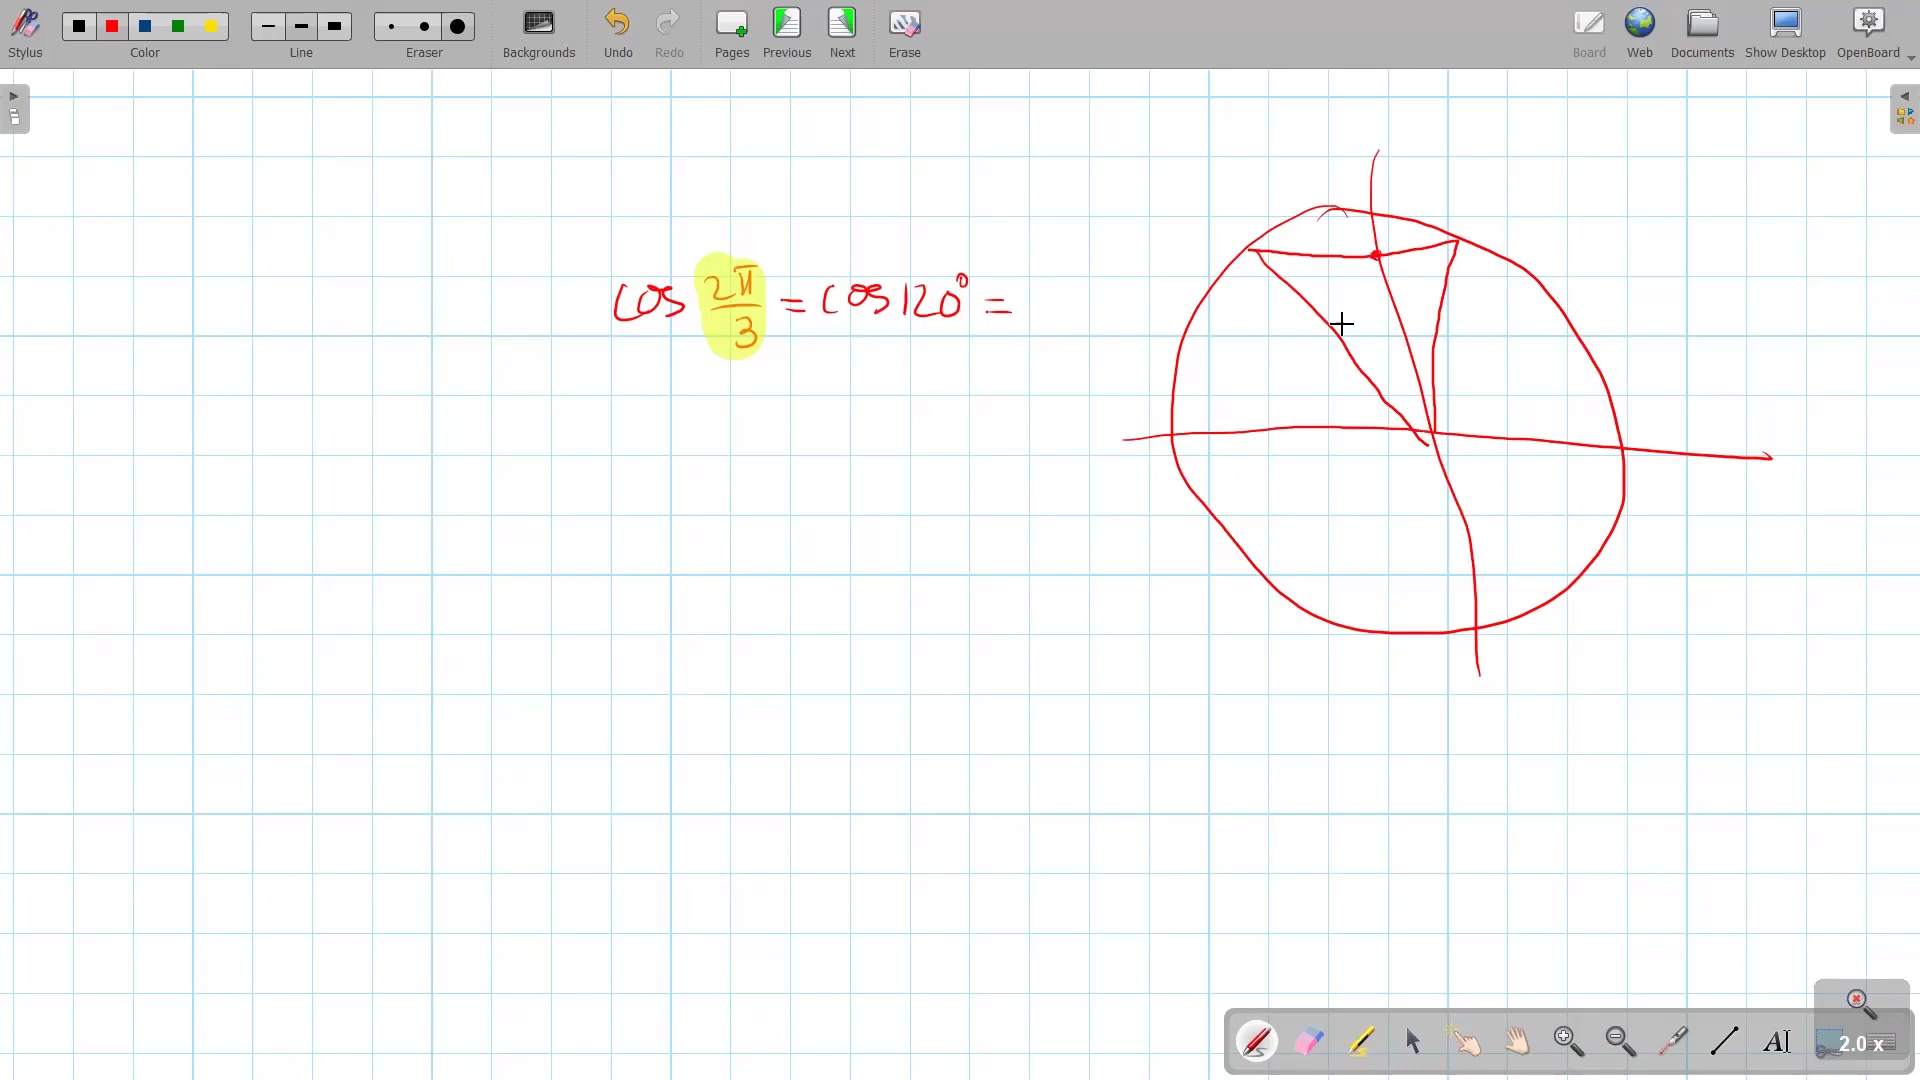 Stylus Color Line Eraser Backgrounds Undo Redo Pages Previous Next Erase Board Web Documents Show Desktop OpenBoard
cos 2π/3 = cos 120° =
2.0 x